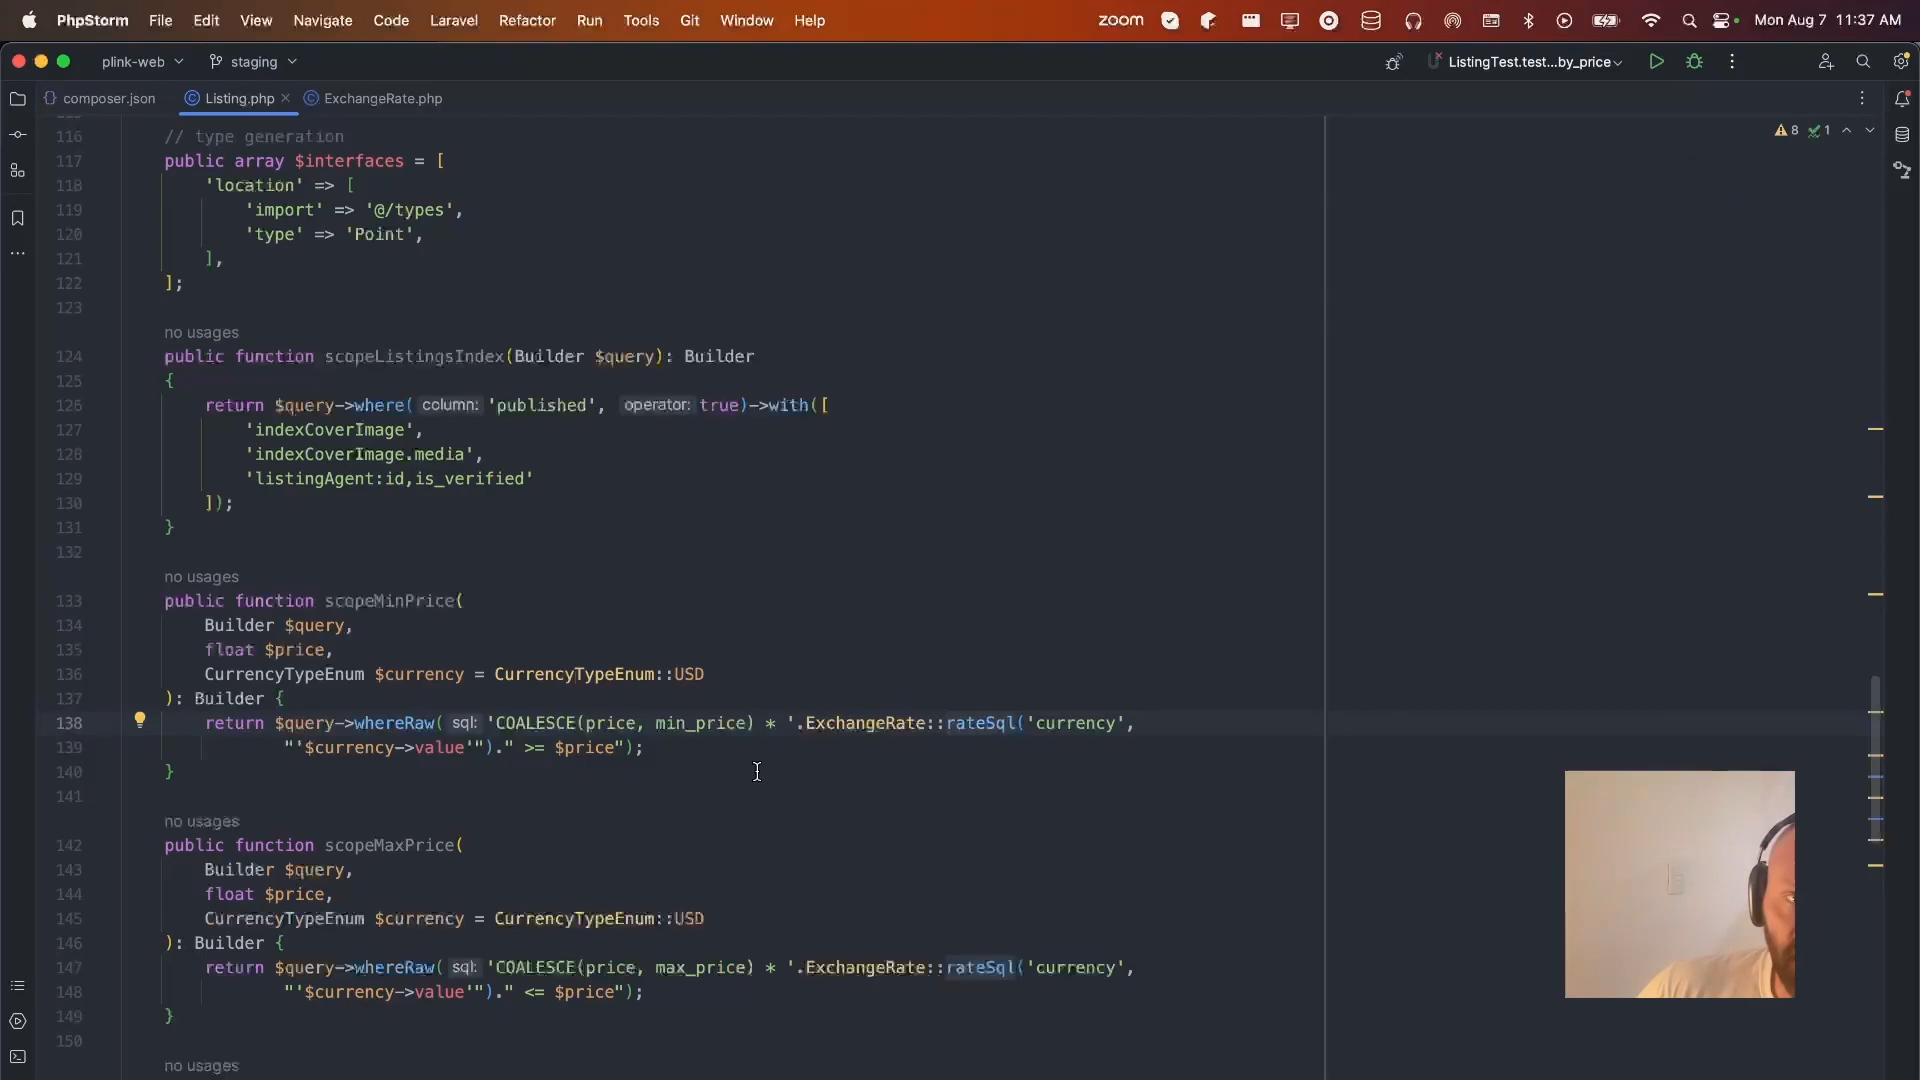 PhpStorm File Edit View Navigate Code Laravel Refactor Run Tools Git Window Help zoom Mon Aug 7 11:37 AM
plink-web staging ListingTest.test...by_price
composer.json Listing.php ExchangeRate.php
8 1
116 // type generation
117 public array $interfaces = [
118 'location' => [
119 'import' => '@/types',
120 'type' => 'Point',
121 ],
122 ];
123
no usages
124 public function scopeListingsIndex(Builder $query): Builder
125 {
126 return $query->where( column: 'published', operator: true)->with([
127 'indexCoverImage',
128 'indexCoverImage.media',
129 'listingAgent:id,is_verified'
130 ]);
131 }
132
no usages
133 public function scopeMinPrice(
134 Builder $query,
135 float $price,
136 CurrencyTypeEnum $currency = CurrencyTypeEnum::USD
137 ): Builder {
138 return $query->whereRaw( sql: 'COALESCE(price, min_price) * '.ExchangeRate::rateSql('currency',
139 "'$currency->value'")." >= $price");
140 }
141
no usages
142 public function scopeMaxPrice(
143 Builder $query,
144 float $price,
145 CurrencyTypeEnum $currency = CurrencyTypeEnum::USD
146 ): Builder {
147 return $query->whereRaw( sql: 'COALESCE(price, max_price) * '.ExchangeRate::rateSql('currency',
148 "'$currency->value'")." <= $price");
149 }
150
no usages